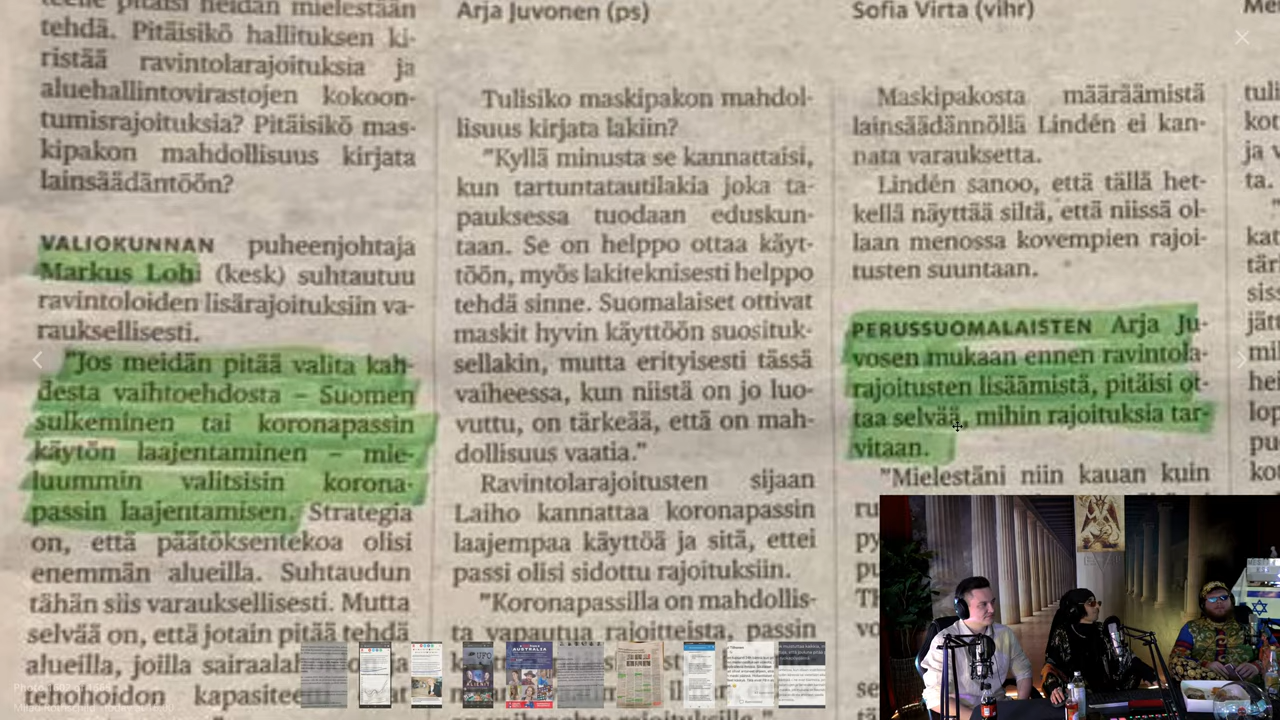 teelle pitäisi heidän mielestään
tehdä. Pitäisikö hallituksen ki-
ristää ravintolarajoituksia ja
aluehallintovirastojen kokoon-
tumisrajoituksia? Pitäisikö mas-
kipakon mahdollisuus kirjata
lainsäädäntöön?
VALIOKUNNAN puheenjohtaja
Markus Lohi (kesk) suhtautuu
ravintoloiden lisärajoituksiin va-
rauksellisesti.
"Jos meidän pitää valita kah-
desta vaihtoehdosta – Suomen
sulkeminen tai koronapassin
käytön laajentaminen – mie-
luummin valitsisin korona-
passin laajentamisen. Strategia
on, että päätöksentekoa olisi
enemmän alueilla. Suhtaudun
tähän siis varauksellisesti. Mutta
selvää on, että jotain pitää tehdä
alueilla, joilla
Arja Juvonen (ps)
Tulisiko maskipakon mahdol-
lisuus kirjata lakiin?
"Kyllä minusta se kannattaisi,
kun tartuntatautilakia joka ta-
pauksessa tuodaan eduskun-
taan. Se on helppo ottaa käyt-
töön, myös lakiteknisesti helppo
tehdä sinne. Suomalaiset ottivat
maskit hyvin käyttöön suosituk-
sellakin, mutta erityisesti tässä
vaiheessa, kun niistä on jo luo-
vuttu, on tärkeää, että on mah-
dollisuus vaatia."
Ravintolarajoitusten sijaan
Laiho kannattaa koronapassin
laajempaa käyttöä ja sitä, ettei
passi olisi sidottu rajoituksiin.
"Koronapassilla on mahdollis-
ta vapautua rajoitteista, passin
Sofia Virta (vihr)
Maskipakosta määräämistä
lainsäädännöllä Lindén ei kan-
nata varauksetta.
Lindén sanoo, että tällä het-
kellä näyttää siltä, että niissä ol-
laan menossa kovempien rajoi-
tusten suuntaan.
PERUSSUOMALAISTEN Arja Ju-
vosen mukaan ennen ravintola-
rajoitusten lisäämistä, pitäisi ot-
taa selvää, mihin rajoituksia tar-
vitaan.
"Mielestäni niin kauan kuin
AUSTRALIA